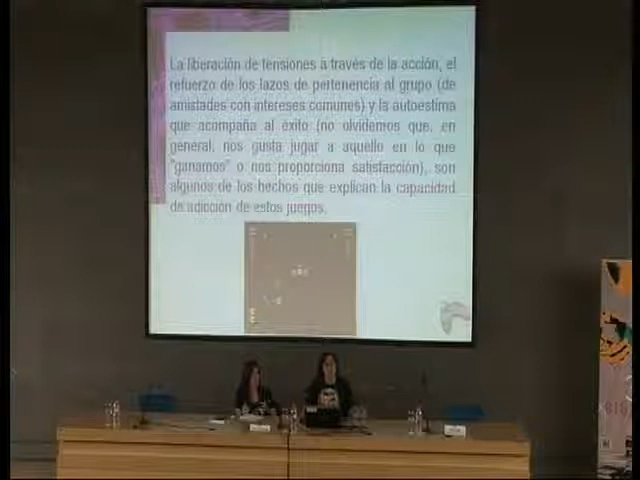 La liberación de tensiones a través de la acción, el
refuerzo de los lazos de pertenencia al grupo (de
amistades con intereses comunes) y la autoestima
que acompaña al éxito (no olvidemos que, en
general, nos gusta jugar a aquello en lo que
"ganamos" o nos proporciona satisfacción), son
algunos de los hechos que explican la capacidad
de adicción de estos juegos.